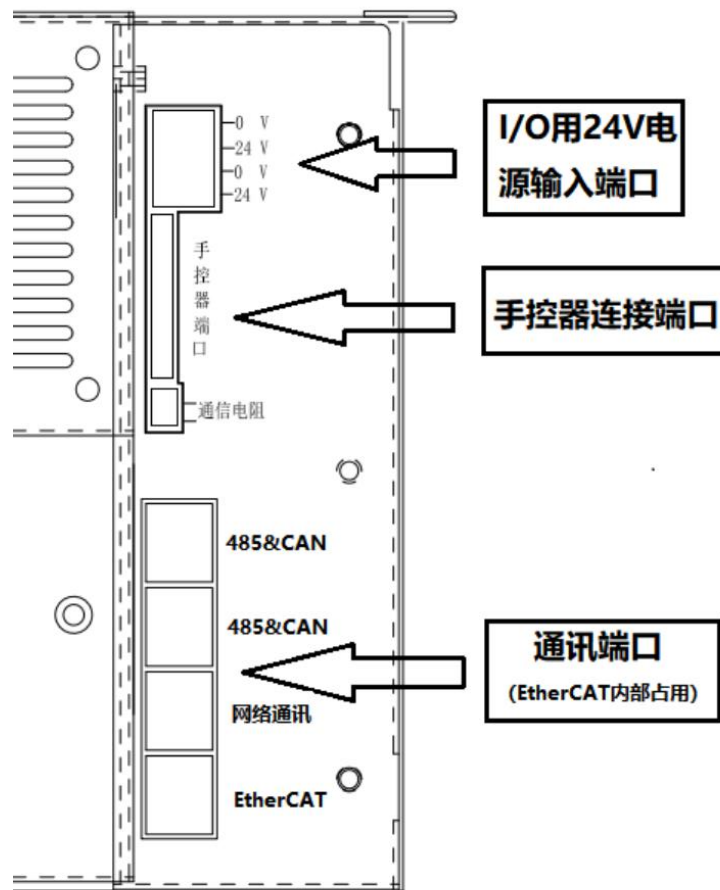 0 V
24 V
0 V
24 V
I/O用24V电
源输入端口
手控器端口
手控器连接端口
通信电阻
485&CAN
485&CAN
通讯端口
(EtherCAT内部占用)
网络通讯
EtherCAT